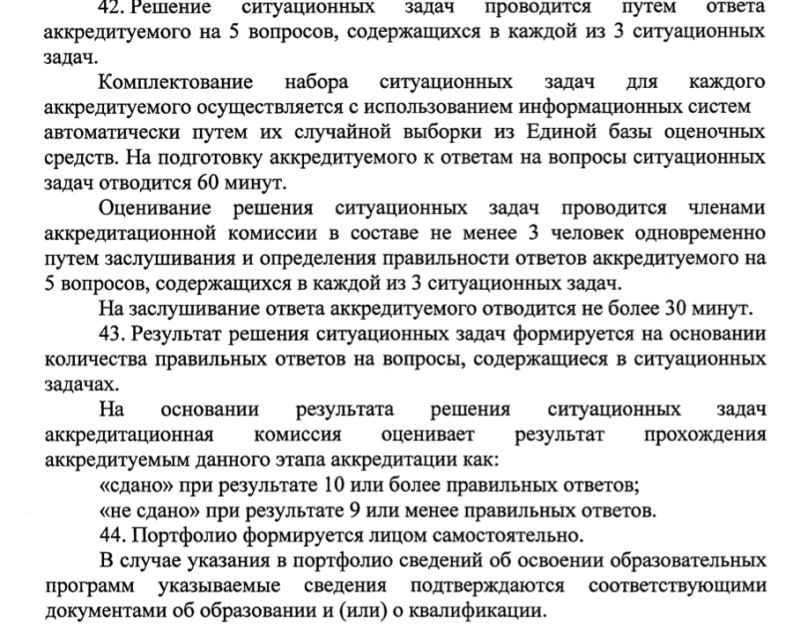 42. Решение ситуационных задач проводится путем ответа
аккредитуемого на 5 вопросов, содержащихся в каждой из 3 ситуационных
задач.
Комплектование набора ситуационных задач для каждого
аккредитуемого осуществляется с использованием информационных систем
автоматически путем их случайной выборки из Единой базы оценочных
средств. На подготовку аккредитуемого к ответам на вопросы ситуационных
задач отводится 60 минут.
Оценивание решения ситуационных задач проводится членами
аккредитационной комиссии в составе не менее 3 человек одновременно
путем заслушивания и определения правильности ответов аккредитуемого на
5 вопросов, содержащихся в каждой из 3 ситуационных задач.
На заслушивание ответа аккредитуемого отводится не более 30 минут.
43. Результат решения ситуационных задач формируется на основании
количества правильных ответов на вопросы, содержащиеся в ситуационных
задачах.
На основании результата решения ситуационных задач
аккредитационная комиссия оценивает результат прохождения
аккредитуемым данного этапа аккредитации как:
«сдано» при результате 10 или более правильных ответов;
«не сдано» при результате 9 или менее правильных ответов.
44. Портфолио формируется лицом самостоятельно.
В случае указания в портфолио сведений об освоении образовательных
программ указываемые сведения подтверждаются соответствующими
документами об образовании и (или) о квалификации.